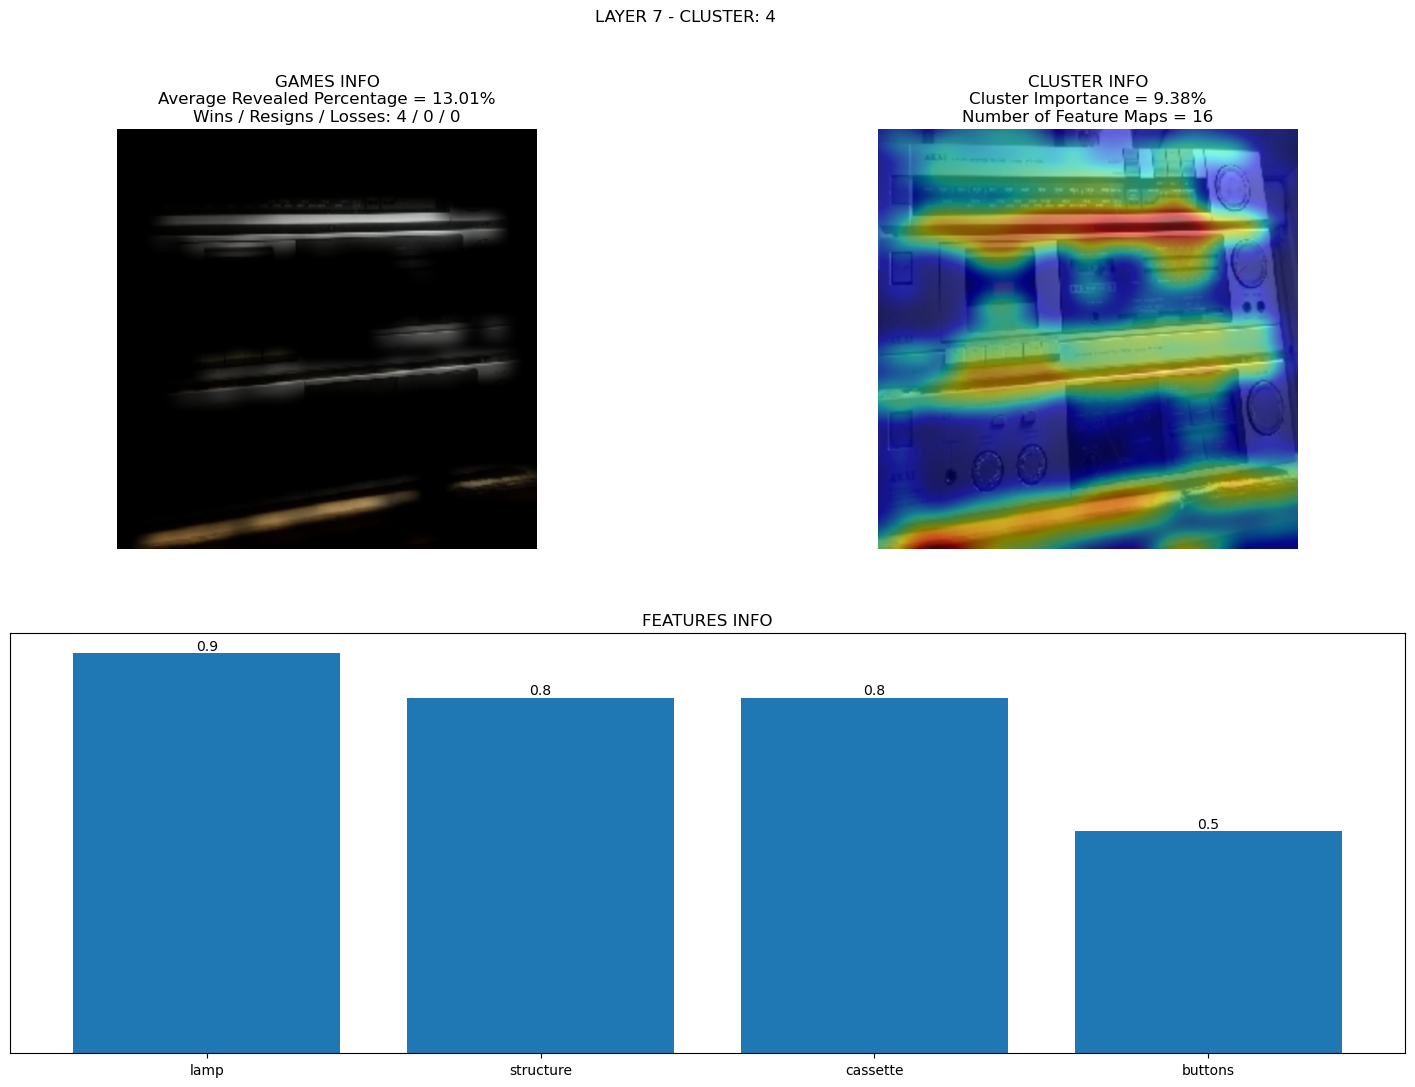 LAYER 7 - CLUSTER: 4
GAMES INFO
Average Revealed Percentage = 13.01%
Wins / Resigns / Losses: 4 / 0 / 0
CLUSTER INFO
Cluster Importance = 9.38%
Number of Feature Maps = 16
AKAI
AKAI
FEATURES INFO
0.9
0.8
0.8
0.5
lamp
structure
cassette
buttons